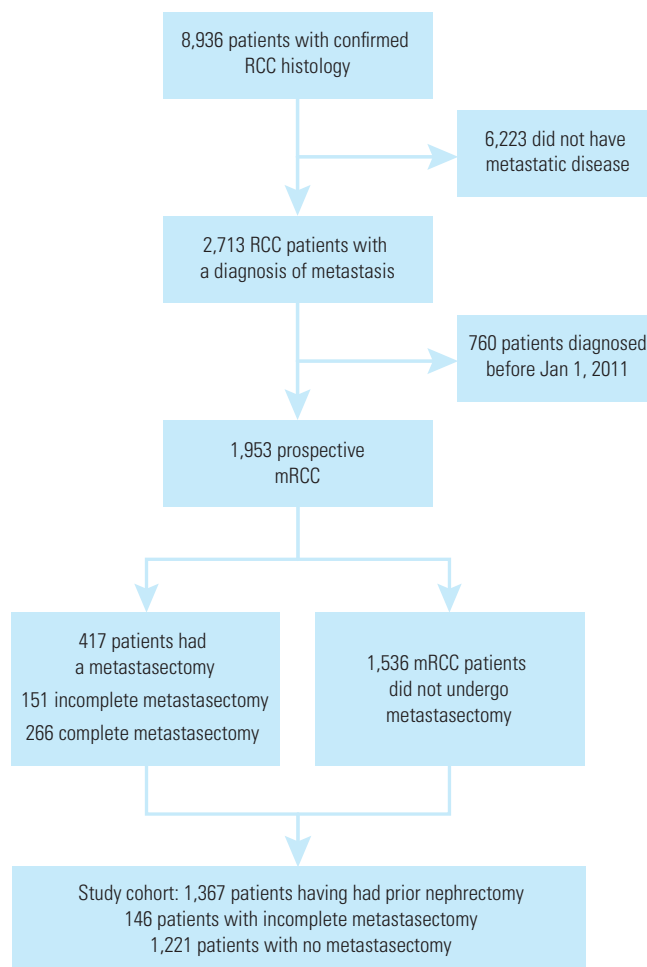 8,936 patients with confirmed
RCC histology
6,223 did not have
metastatic disease
2,713 RCC patients with
a diagnosis of metastasis
760 patients diagnosed
before Jan 1, 2011
1,953 prospective
mRCC
417 patients had
a metastasectomy
151 incomplete metastasectomy
266 complete metastasectomy
1,536 mRCC patients
did not undergo
metastasectomy
Study cohort: 1,367 patients having had prior nephrectomy
146 patients with incomplete metastasectomy
1,221 patients with no metastasectomy